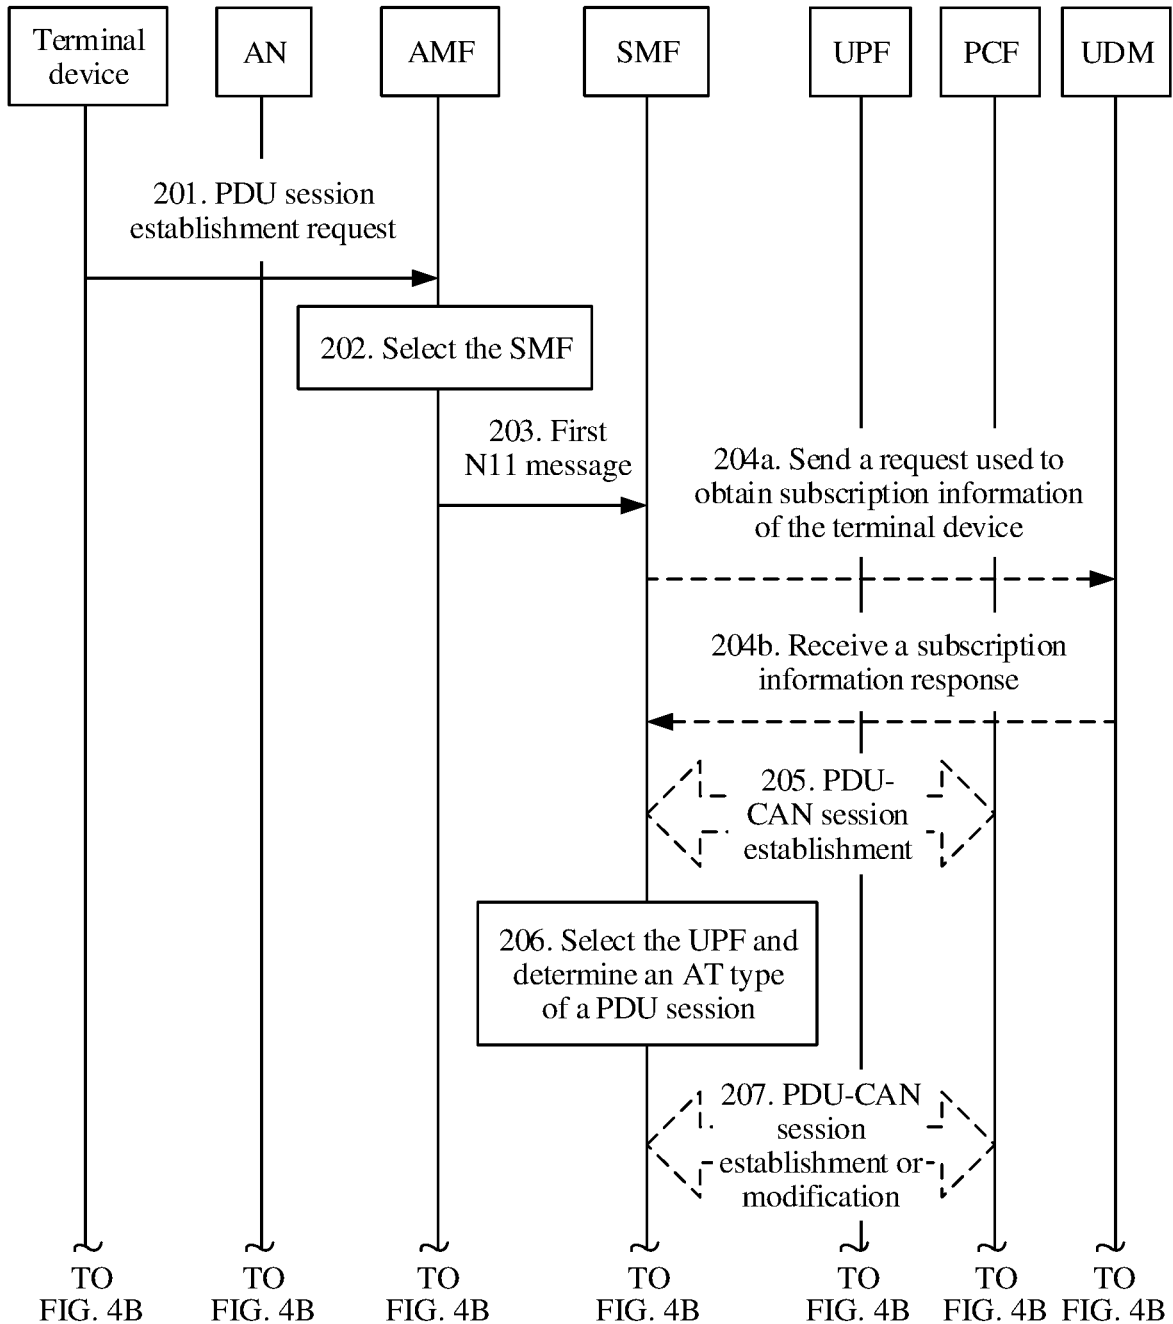 Terminal
device
AN
AMF
SMF
UPF
PCF
UDM
201. PDU session
establishment request
202. Select the SMF
203. First
N11 message
204a. Send a request used to
obtain subscription information
of the terminal device
204b. Receive a subscription
information response
205. PDU-
CAN session
establishment
206. Select the UPF and
determine an AT type
of a PDU session
207. PDU-CAN
session
establishment or
modification
TO
FIG. 4B
TO
FIG. 4B
TO
FIG. 4B
TO
FIG. 4B
TO
FIG. 4B
TO
FIG. 4B
TO
FIG. 4B